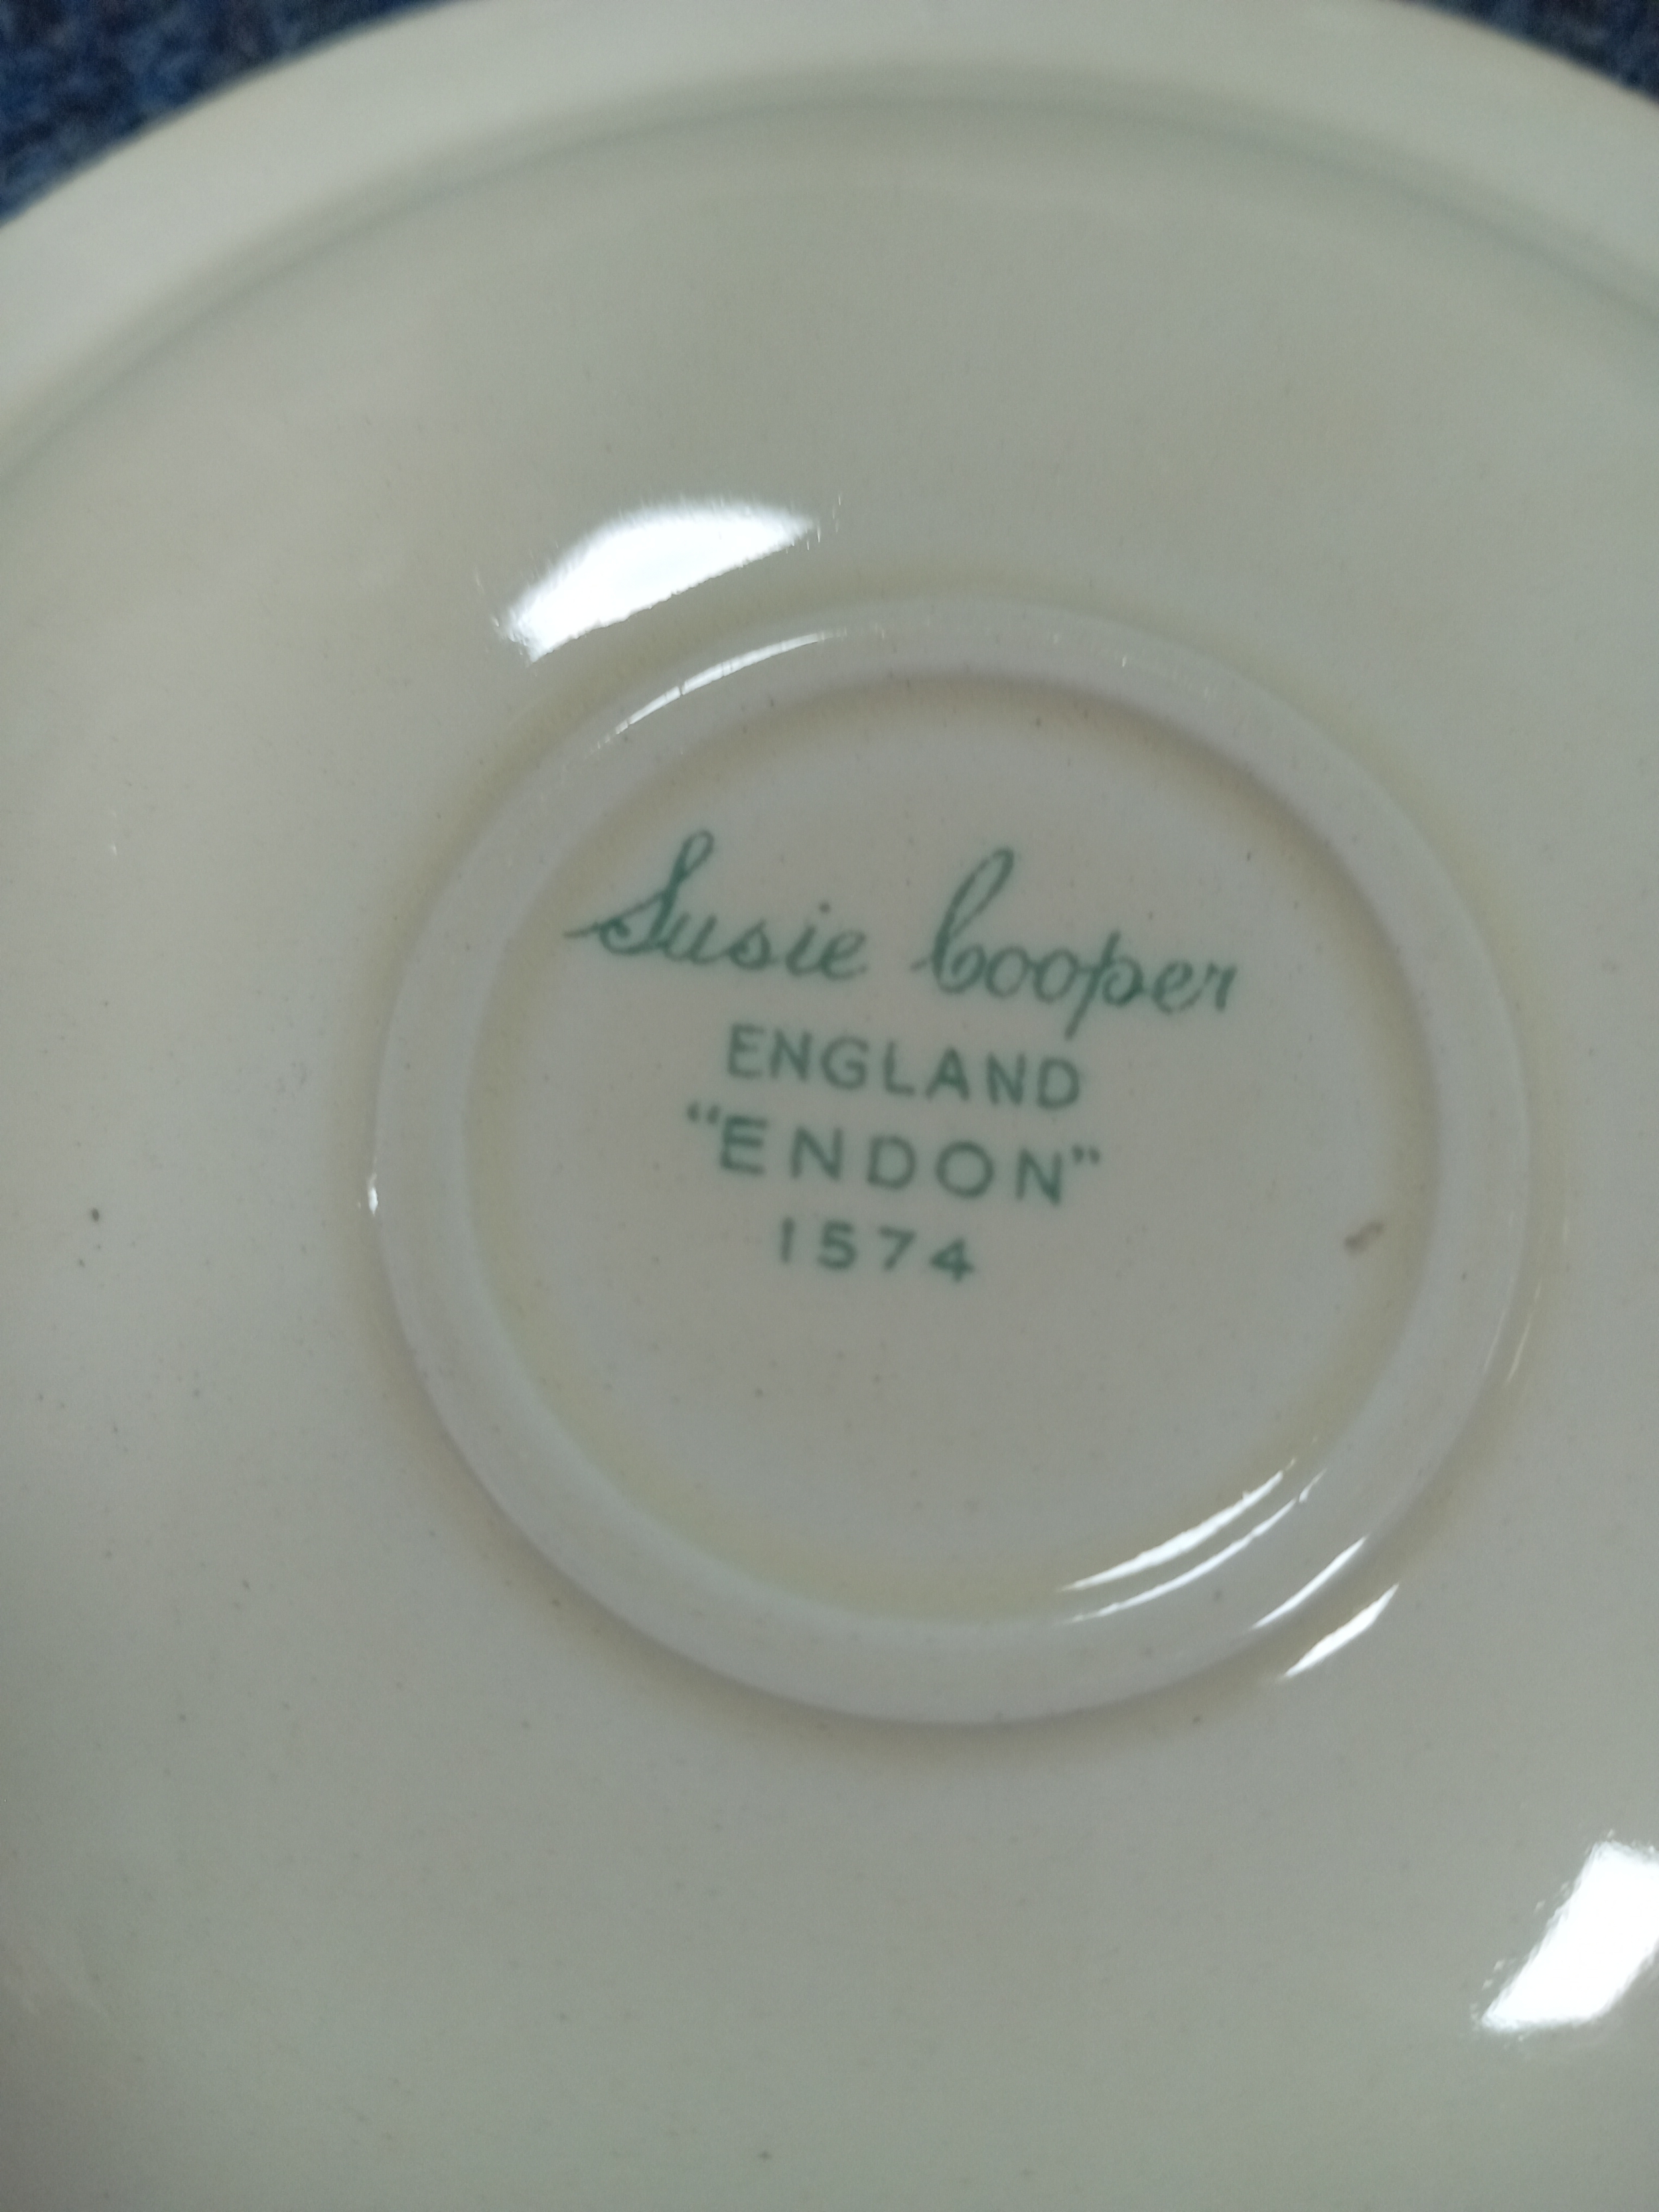 Susie Cooper
ENGLAND
"ENDON"
1574